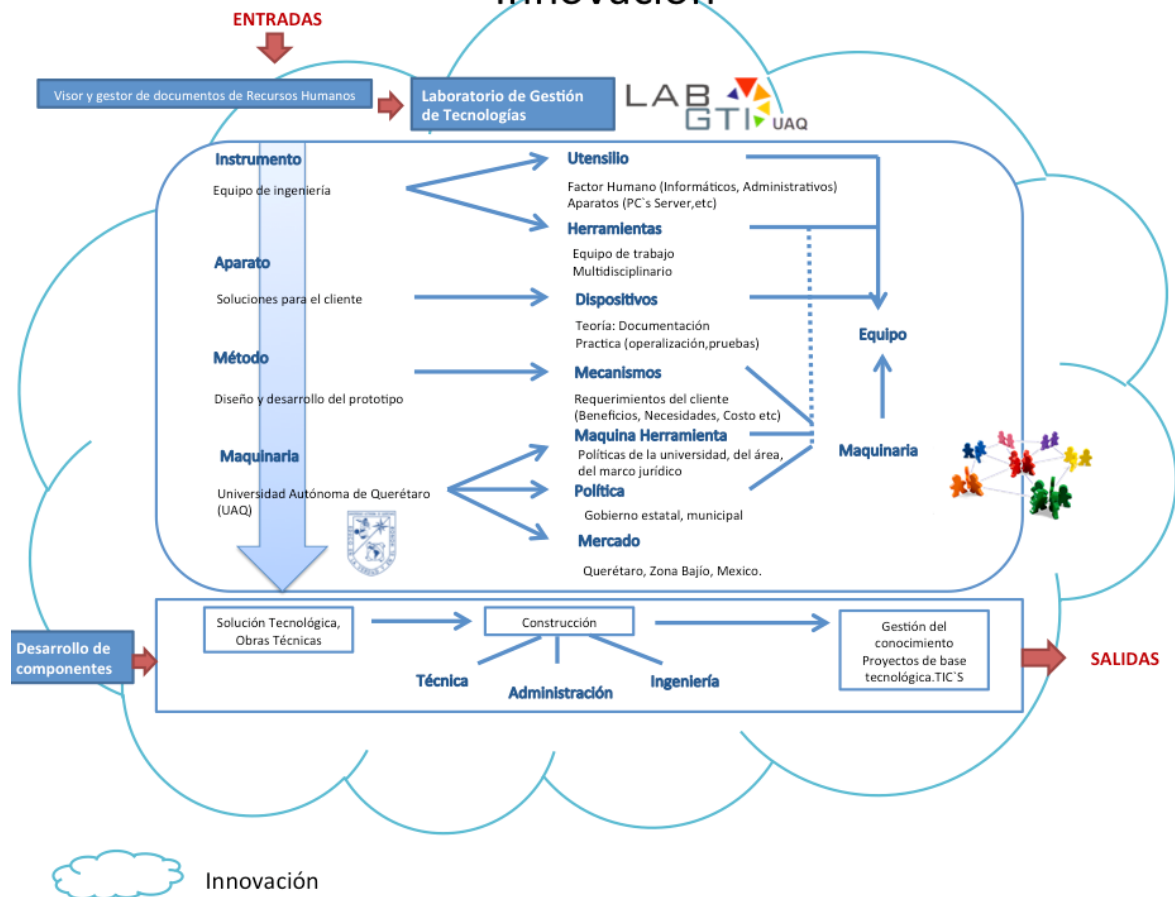 Innovación
ENTRADAS
Visor y gestor de documentos de Recursos Humanos
Laboratorio de Gestión
de Tecnologías
LAB
GTI UAQ
Instrumento
Equipo de ingeniería
Utensilio
Factor Humano (Informáticos, Administrativos)
Aparatos (PC`s Server,etc)
Herramientas
Equipo de trabajo
Multidisciplinario
Aparato
Soluciones para el cliente
Dispositivos
Teoría: Documentación
Practica (operalización,pruebas)
Equipo
Método
Diseño y desarrollo del prototipo
Mecanismos
Requerimientos del cliente
(Beneficios, Necesidades, Costo etc)
Maquina Herramienta
Políticas de la universidad, del área,
del marco jurídico
Maquinaria
Maquinaria
Universidad Autónoma de Querétaro
(UAQ)
Política
Gobierno estatal, municipal
Mercado
Querétaro, Zona Bajío, Mexico.
Desarrollo de
componentes
Solución Tecnológica,
Obras Técnicas
Construcción
Técnica
Administración
Ingeniería
Gestión del
conocimiento
Proyectos de base
tecnológica.TIC`S
SALIDAS
Innovación